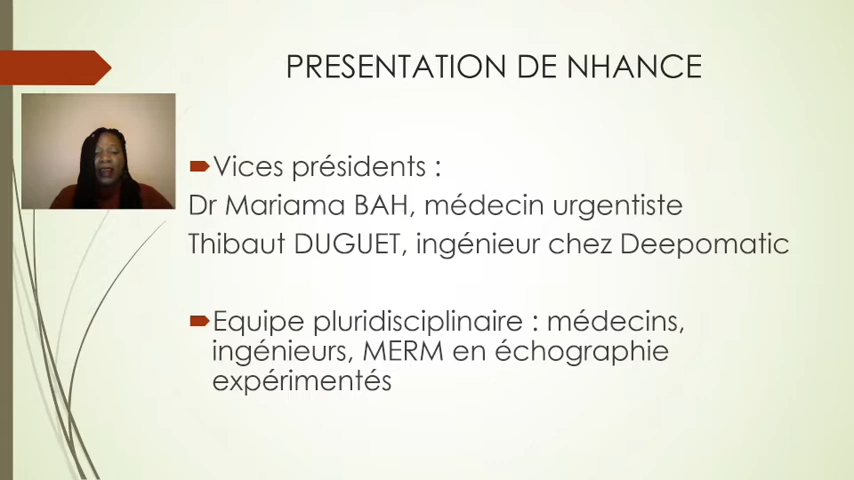 PRESENTATION DE NHANCE
Vices présidents :
Dr Mariama BAH, médecin urgentiste
Thibaut DUGUET, ingénieur chez Deepomatic
Equipe pluridisciplinaire : médecins,
ingénieurs, MERM en échographie
expérimentés